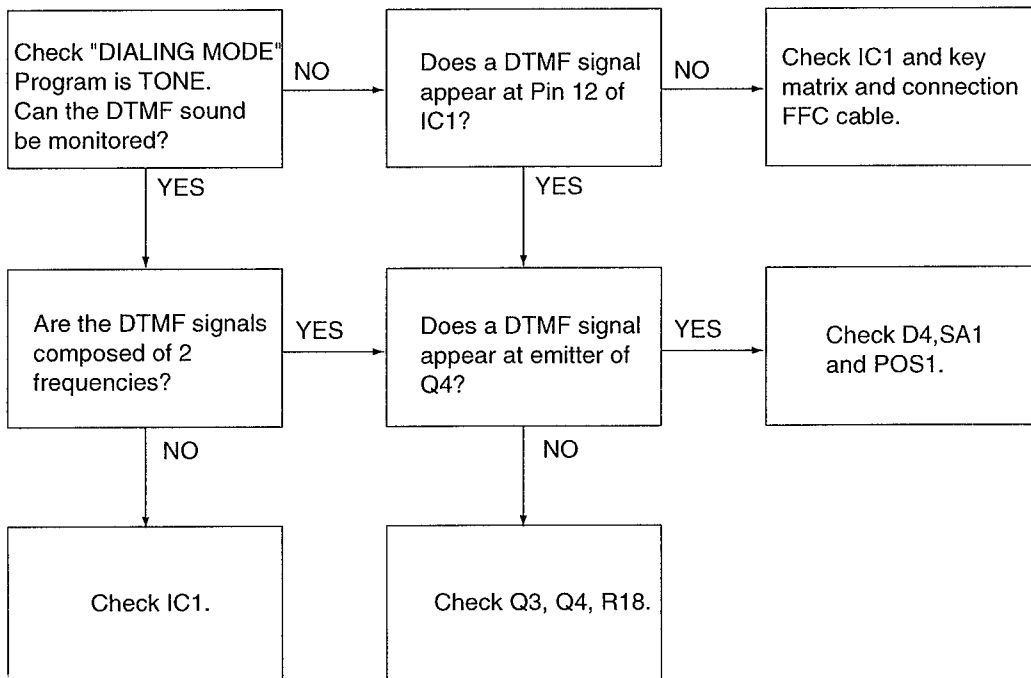 Check "DIALING MODE"
Program is TONE.
Can the DTMF sound
be monitored?
NO
Does a DTMF signal
appear at Pin 12 of
IC1?
NO
Check IC1 and key
matrix and connection
FFC cable.
YES
YES
Are the DTMF signals
composed of 2
frequencies?
YES
Does a DTMF signal
appear at emitter of
Q4?
YES
Check D4,SA1
and POS1.
NO
NO
Check IC1.
Check Q3, Q4, R18.